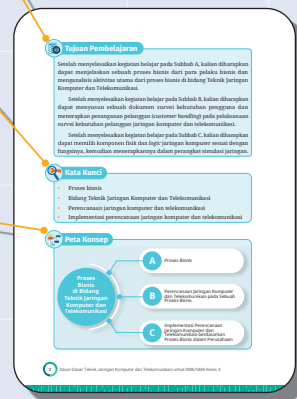 Tujuan Pembelajaran
Setelah menyelesaikan kegiatan belajar pada Subbab A, kalian diharapkan
dapat menjelaskan sebuah proses bisnis dari para pelaku bisnis dan
menganalisis aktivitas utama dari proses bisnis di bidang Teknik Jaringan
Komputer dan Telekomunikasi.
Setelah menyelesaikan kegiatan belajar pada Subbab B, kalian diharapkan
dapat menyusun sebuah dokumen survei kebutuhan pengguna dan
menerapkan penanganan pelanggan (customer handling) pada pelaksanaan
survei kebutuhan pelanggan jaringan komputer dan telekomunikasi.
Setelah menyelesaikan kegiatan belajar pada Subbab C, kalian diharapkan
dapat memilih komponen fisik dan logic jaringan komputer sesuai dengan
fungsinya, kemudian menerapkannya dalam perangkat simulasi jaringan.
Kata Kunci
• Proses bisnis
• Bidang Teknik Jaringan Komputer dan Telekomunikasi
• Perencanaan jaringan komputer dan telekomunikasi
• Implementasi perencanaan jaringan komputer dan telekomunikasi
Peta Konsep
Proses
Bisnis
di Bidang
Teknik Jaringan
Komputer dan
Telekomunikasi
A
Proses Bisnis
B
Perencanaan Jaringan Komputer
dan Telekomunikasi pada Sebuah
Proses Bisnis
C
Implementasi Perencanaan
Jaringan Komputer dan
Telekomunikasi Berdasarkan
Proses Bisnis dalam Perusahaan
2
Dasar-Dasar Teknik Jaringan Komputer dan Telekomunikasi untuk SMK/MAK Kelas X